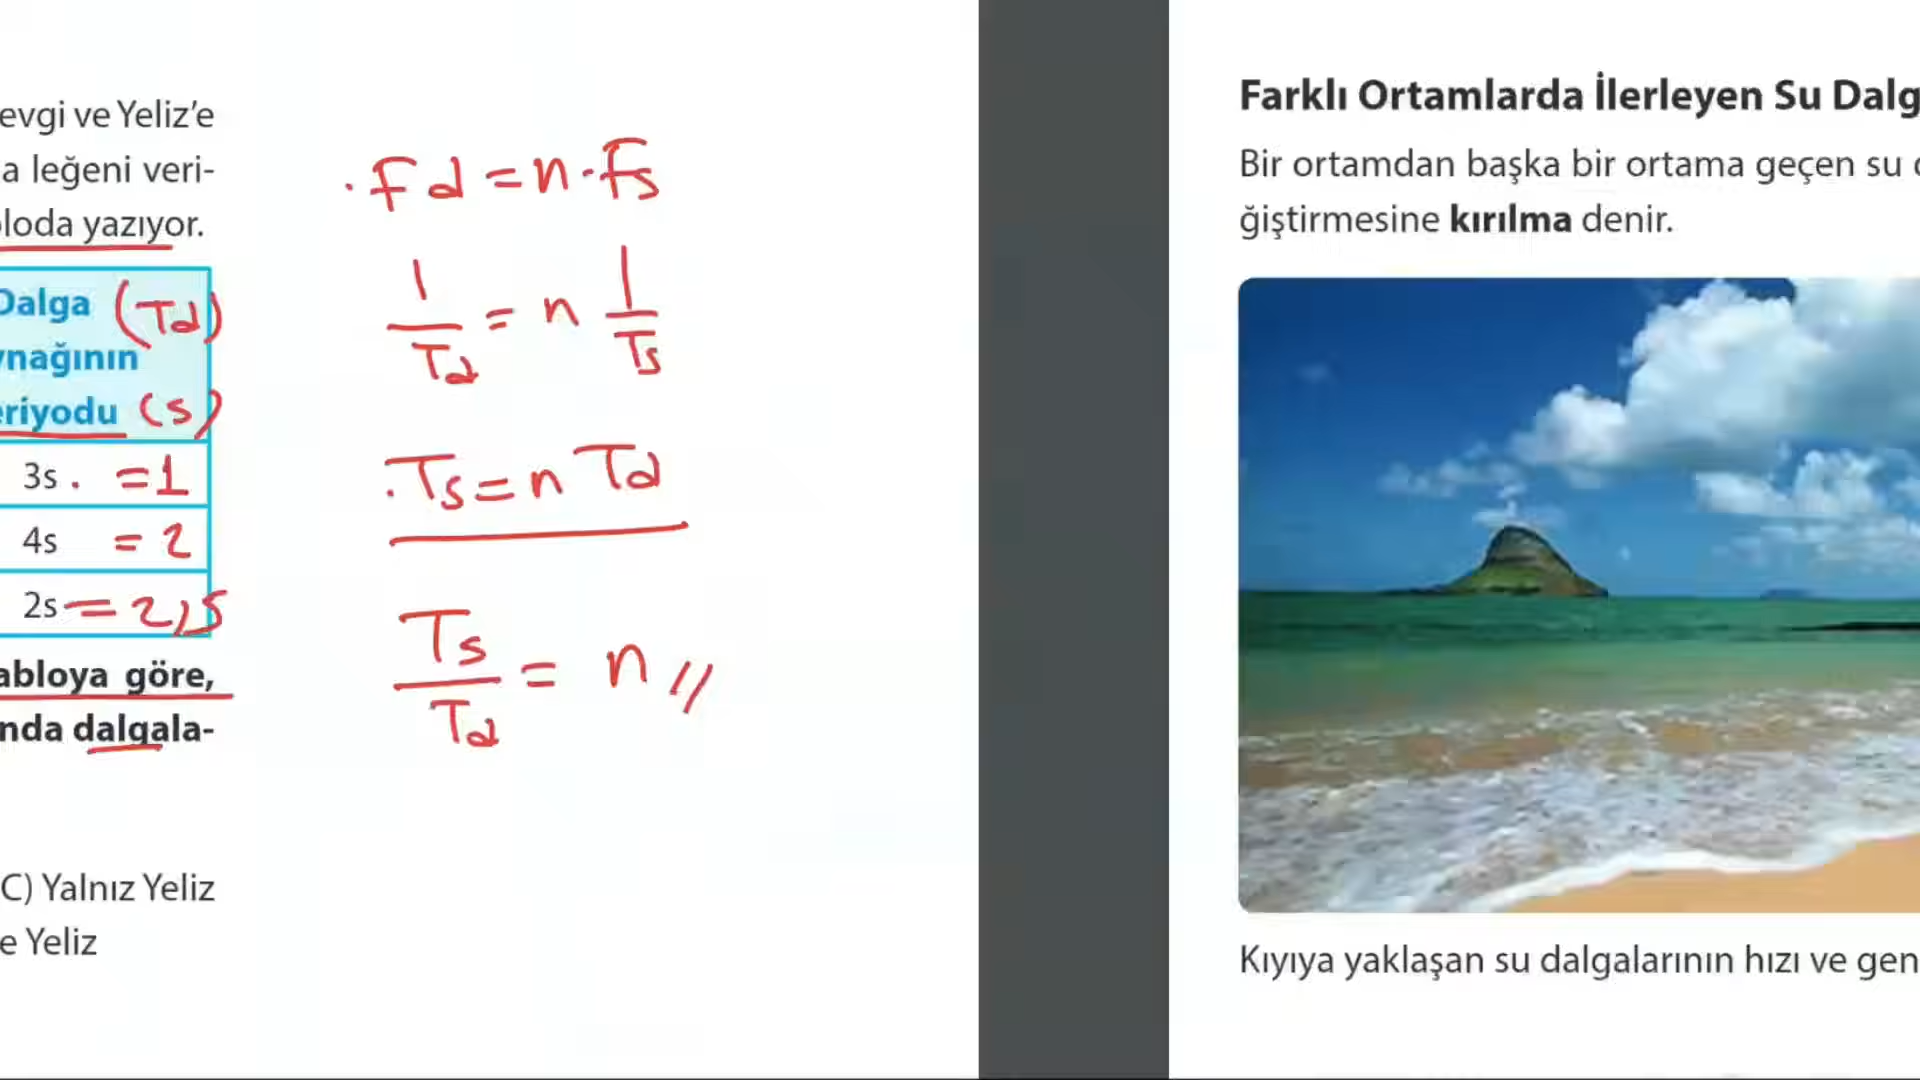 evgi ve Yeliz'e
a leğeni veri-
loda yazıyor.
Dalga (Td)
ynağının
eriyodu (s)
3s . =1
4s = 2
2s = 2,5
abloya göre,
nda dalgala-
C) Yalnız Yeliz
e Yeliz
.Fd = n.Fs
1/Td = n 1/Ts
.Ts = n Td
Ts/Td = n //
Farklı Ortamlarda İlerleyen Su Dalg
Bir ortamdan başka bir ortama geçen su
ğiştirmesine kırılma denir.
Kıyıya yaklaşan su dalgalarının hızı ve gen